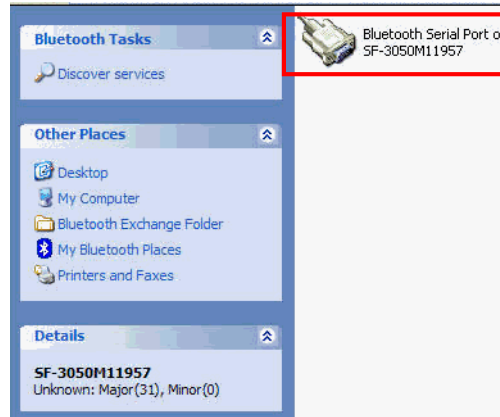 Bluetooth Tasks
Discover services
Other Places
Desktop
My Computer
Bluetooth Exchange Folder
My Bluetooth Places
Printers and Faxes
Details
SF-3050M11957
Unknown: Major(31), Minor(0)
Bluetooth Serial Port o
SF-3050M11957